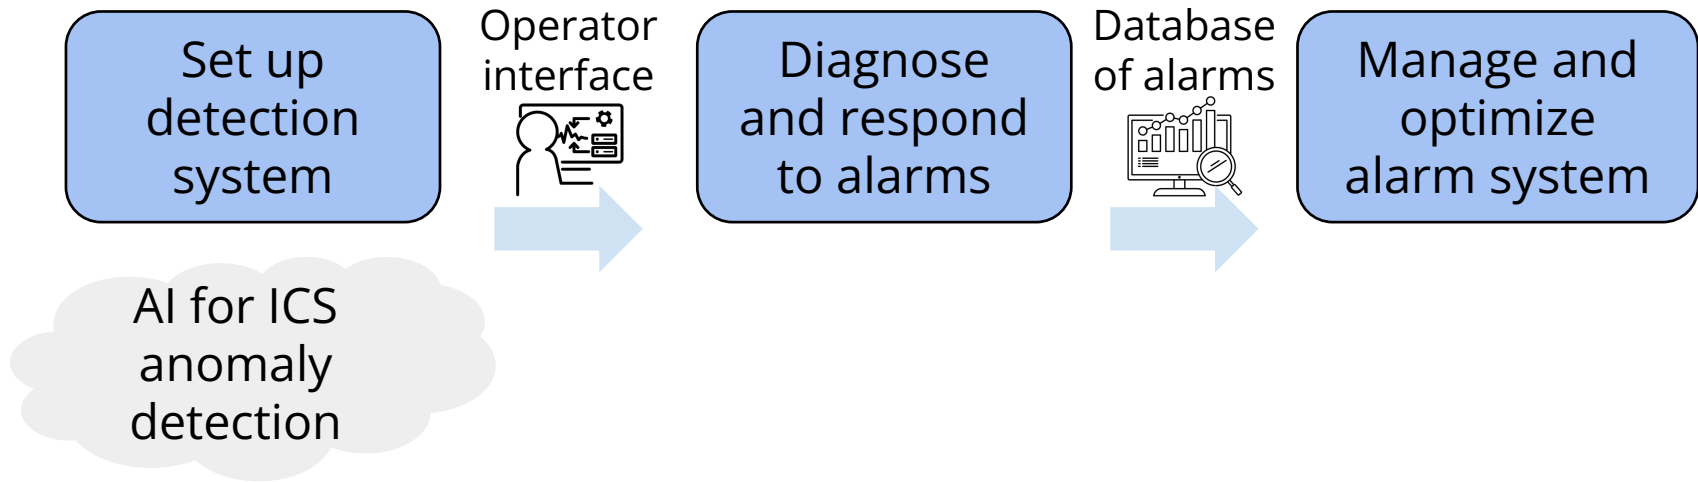 Set up
detection
system
Operator
interface
Diagnose
and respond
to alarms
Database
of alarms
Manage and
optimize
alarm system
AI for ICS
anomaly
detection